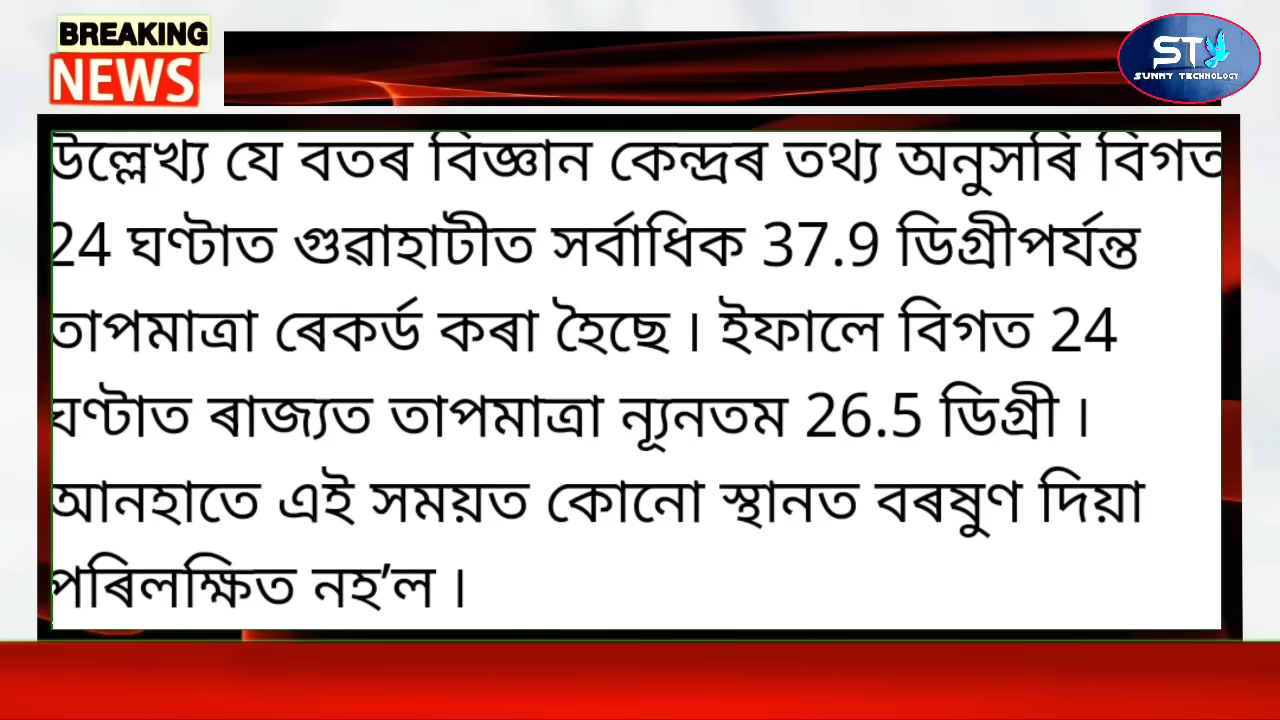 BREAKING
NEWS
ST
SUNNY TECHNOLOGY
উল্লেখ্য যে বতৰ বিজ্ঞান কেন্দ্ৰৰ তথ্য অনুসৰি বিগত
24 ঘণ্টাত গুৱাহাটীত সৰ্বাধিক 37.9 ডিগ্ৰীপৰ্যন্ত
তাপমাত্ৰা ৰেকৰ্ড কৰা হৈছে । ইফালে বিগত 24
ঘণ্টাত ৰাজ্যত তাপমাত্ৰা ন্যূনতম 26.5 ডিগ্ৰী ।
আনহাতে এই সময়ত কোনো স্থানত বৰষুণ দিয়া
পৰিলক্ষিত নহ’ল ।